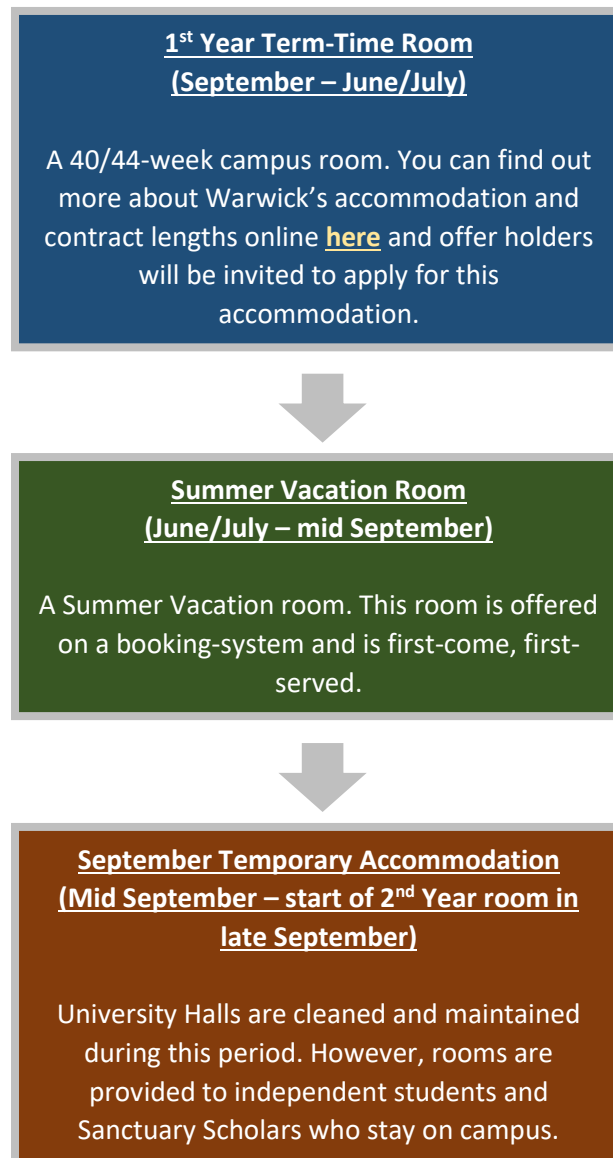 1st Year Term-Time Room
(September – June/July)
A 40/44-week campus room. You can find out
more about Warwick’s accommodation and
contract lengths online here and offer holders
will be invited to apply for this
accommodation.
Summer Vacation Room
(June/July – mid September)
A Summer Vacation room. This room is offered
on a booking-system and is first-come, first-
served.
September Temporary Accommodation
(Mid September – start of 2nd Year room in
late September)
University Halls are cleaned and maintained
during this period. However, rooms are
provided to independent students and
Sanctuary Scholars who stay on campus.